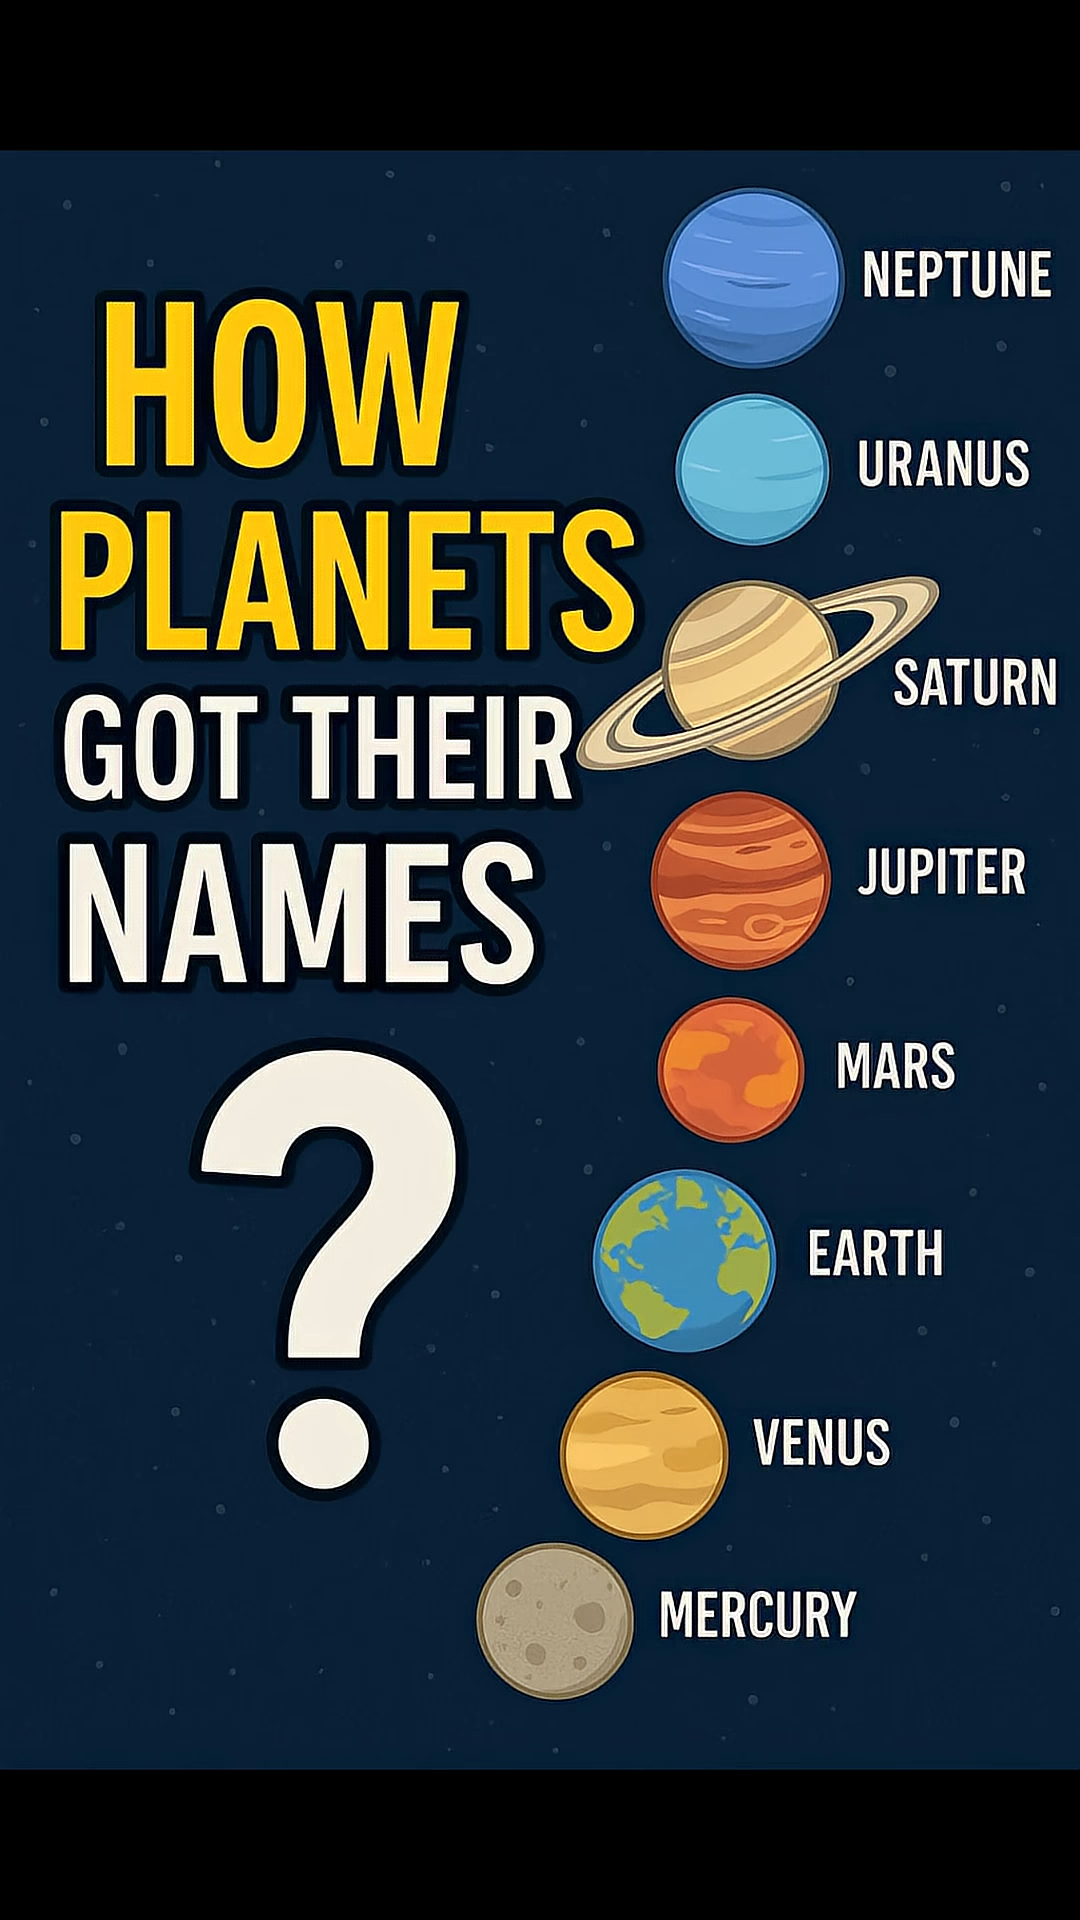 HOW
PLANETS
GOT THEIR
NAMES
?
NEPTUNE
URANUS
SATURN
JUPITER
MARS
EARTH
VENUS
MERCURY